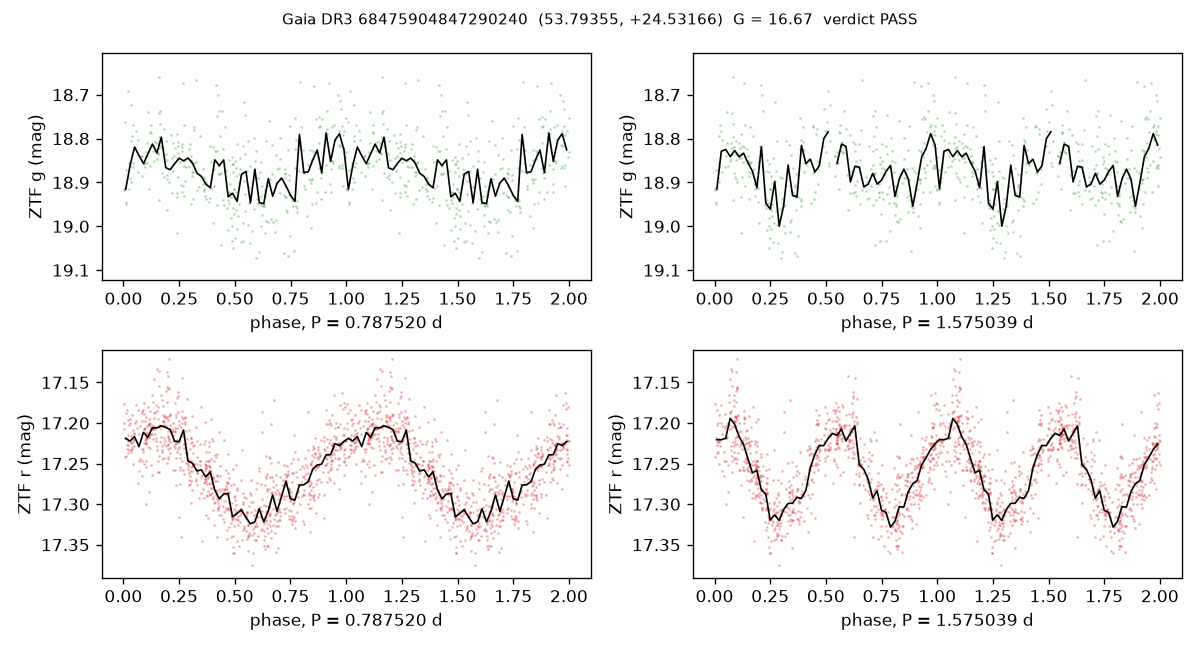 Gaia DR3 68475904847290240 (53.79355, +24.53166) G = 16.67 verdict PASS
ZTF g (mag)
18.7
18.8
18.9
19.0
19.1
0.00 0.25 0.50 0.75 1.00 1.25 1.50 1.75 2.00
phase, P = 0.787520 d
ZTF g (mag)
18.7
18.8
18.9
19.0
19.1
0.00 0.25 0.50 0.75 1.00 1.25 1.50 1.75 2.00
phase, P = 1.575039 d
ZTF r (mag)
17.15
17.20
17.25
17.30
17.35
0.00 0.25 0.50 0.75 1.00 1.25 1.50 1.75 2.00
phase, P = 0.787520 d
ZTF r (mag)
17.15
17.20
17.25
17.30
17.35
0.00 0.25 0.50 0.75 1.00 1.25 1.50 1.75 2.00
phase, P = 1.575039 d